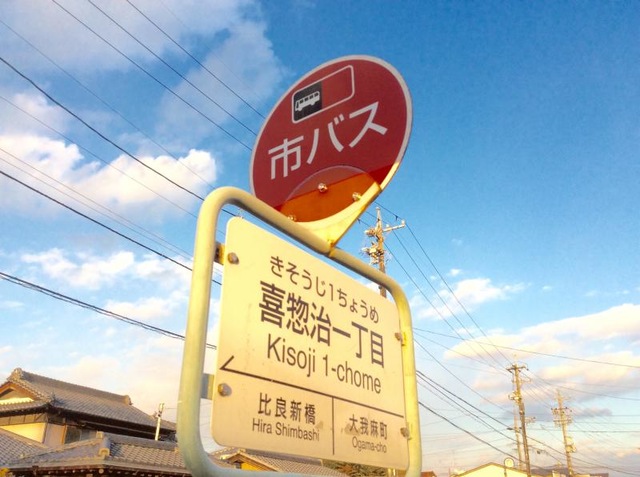 市バス
きそうじ1ちょうめ
喜惣治一丁目
Kisoji 1-chome
比良新橋
Hira Shimbashi
大我麻町
Ogama-cho